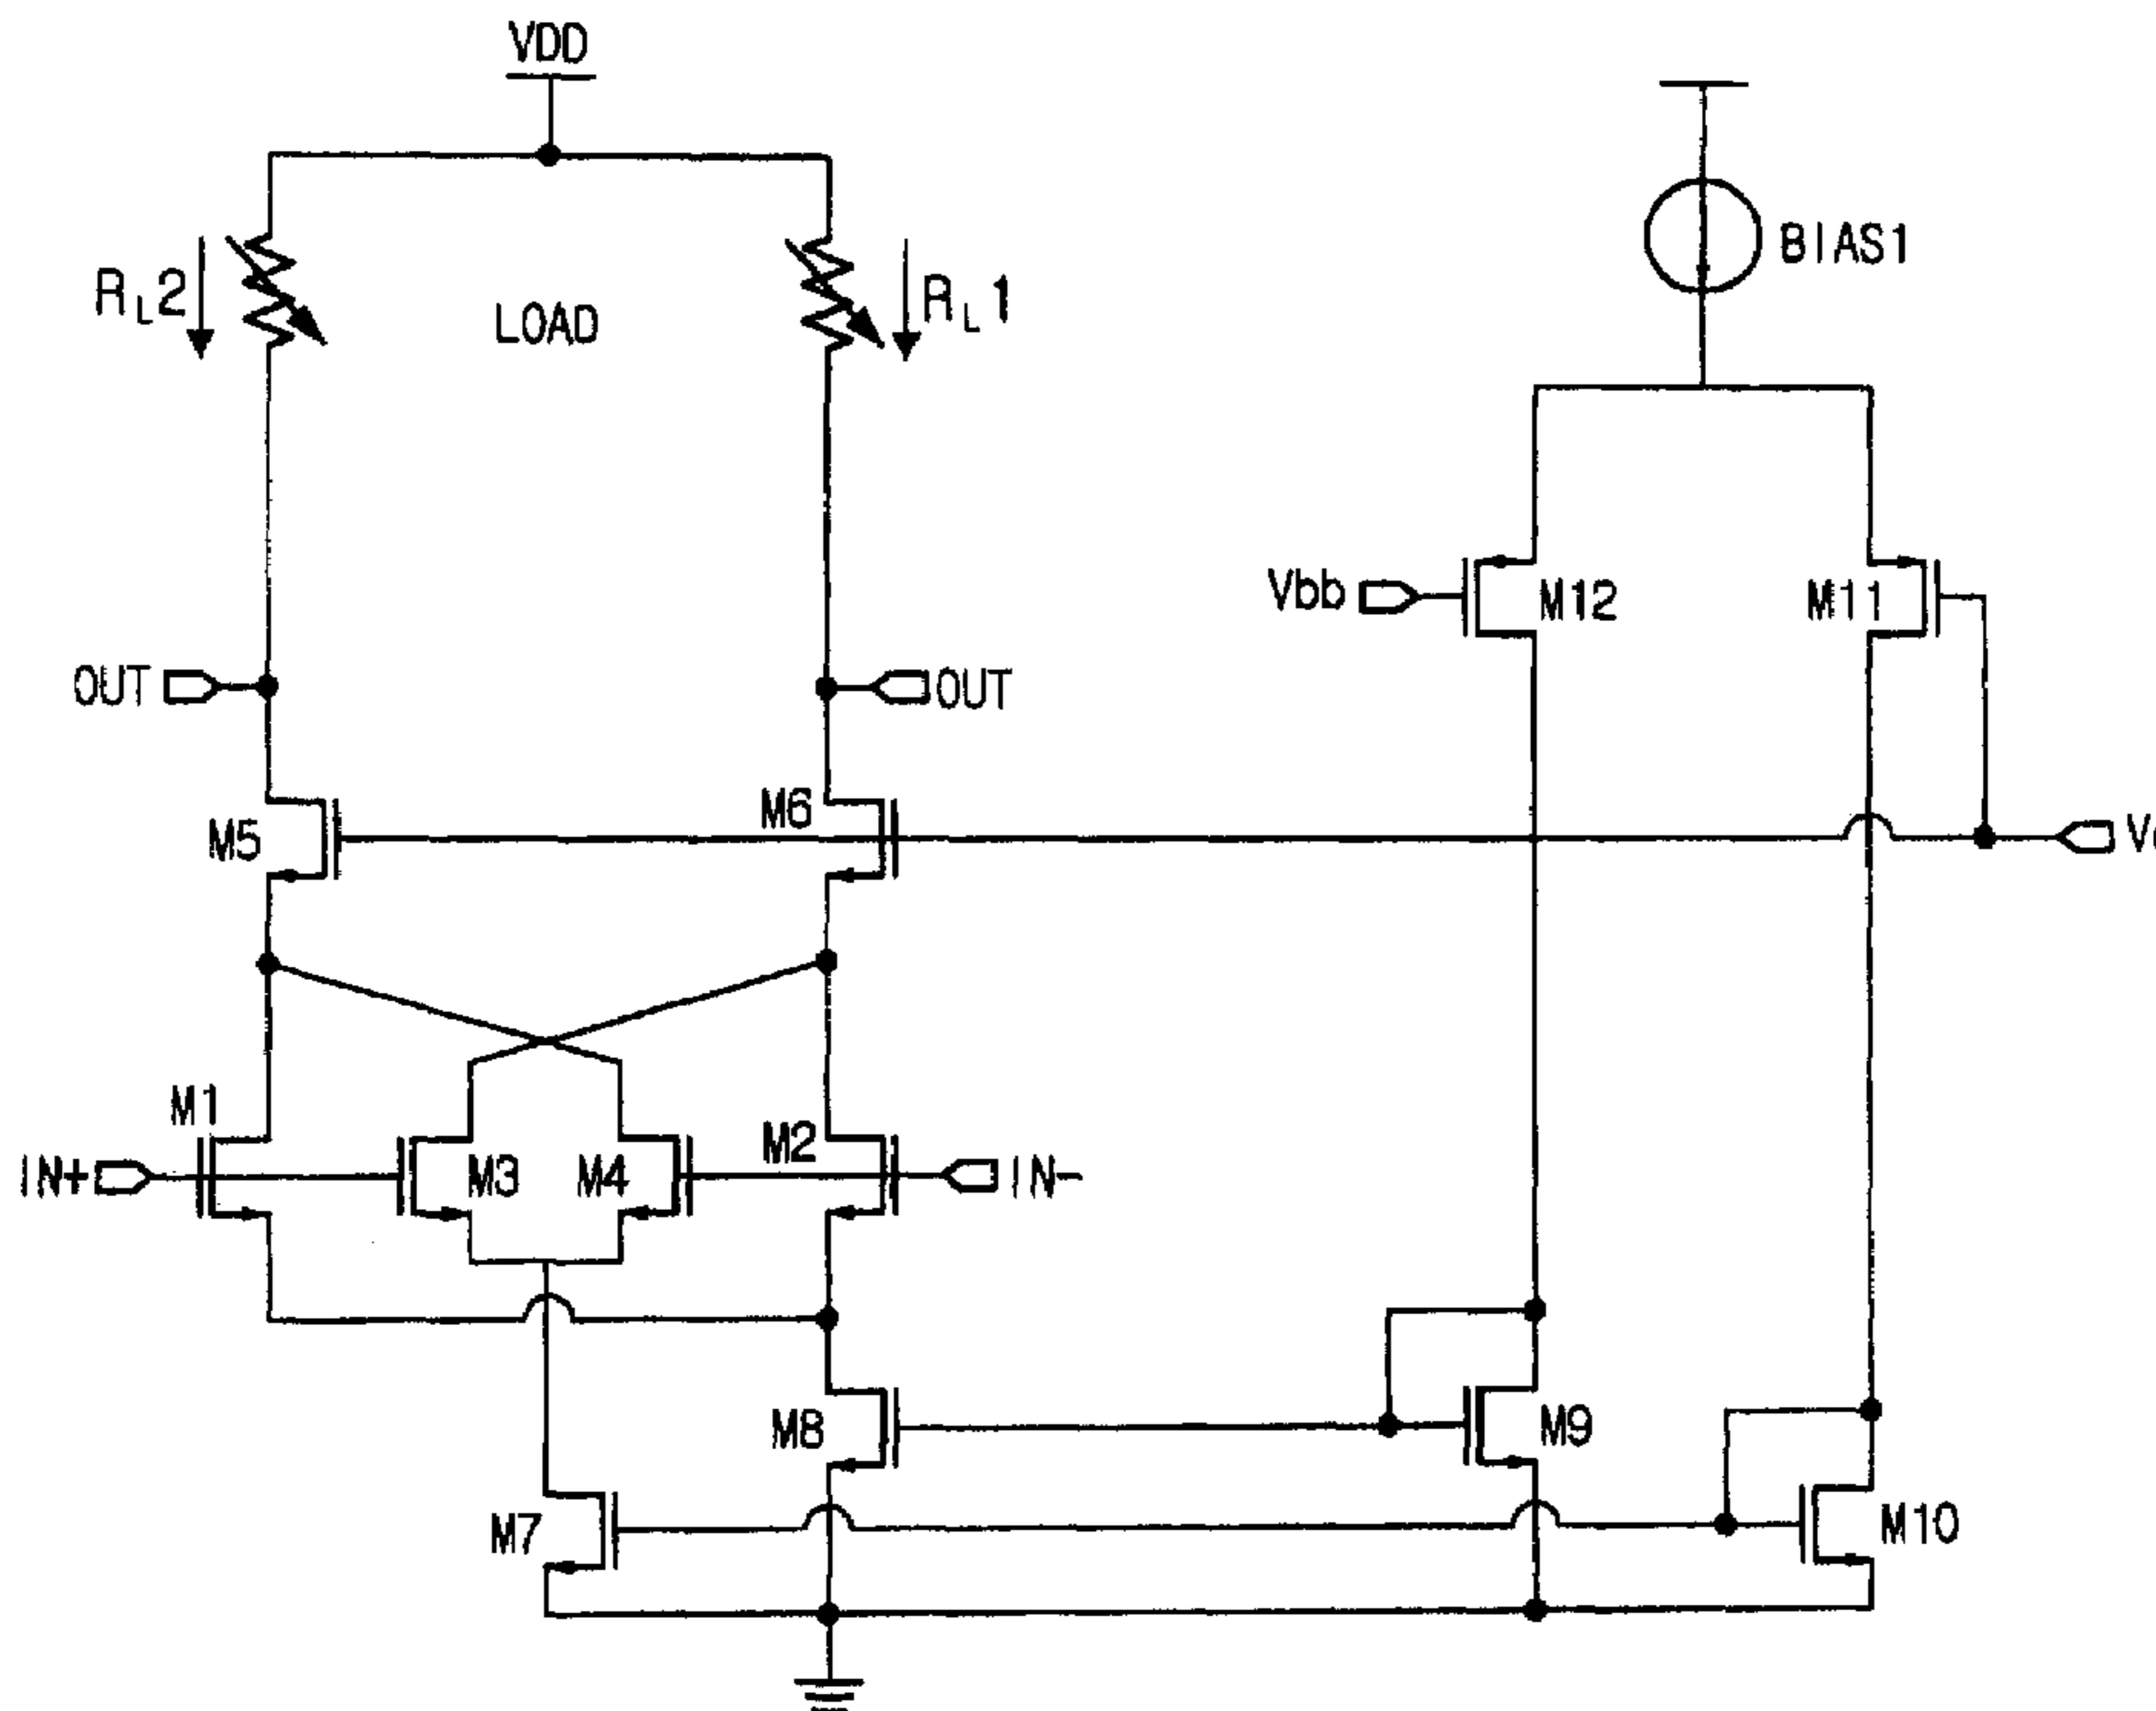 VDD
BIAS1
RL2
LOAD
RL1
Vbb
M12
M11
OUT
OUT
M5
M6
M1
M2
IN+
M3
M4
IN-
M8
M9
M7
M10